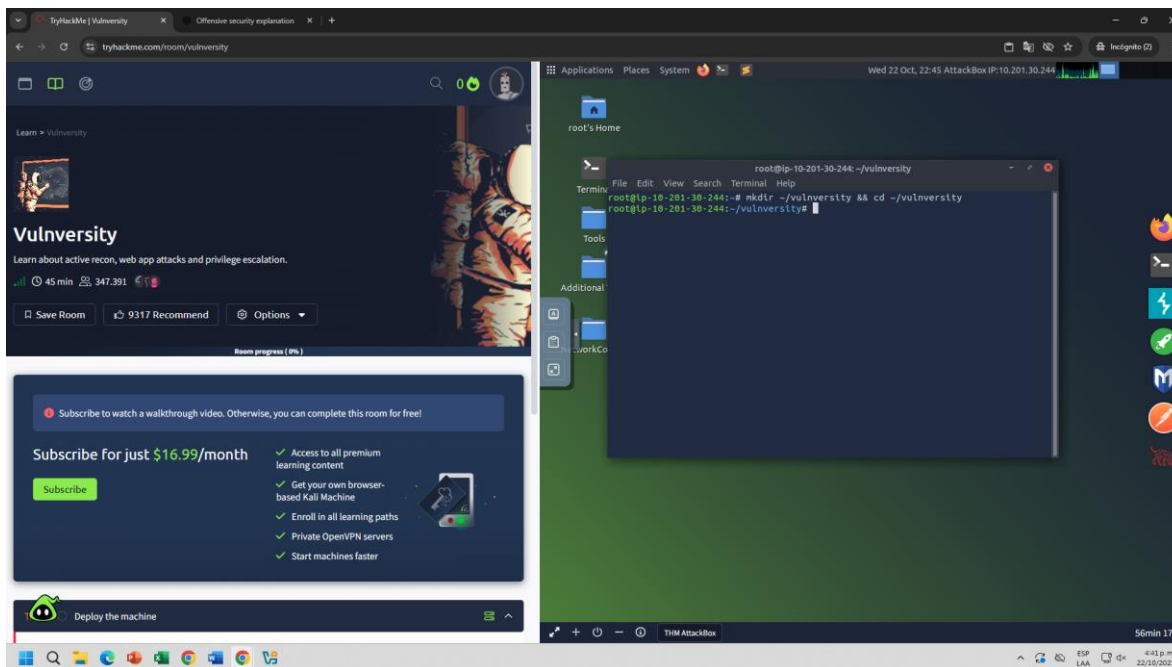 TryHackMe | Vulnversity
Offensive security explanation
tryhackme.com/room/vulnversity
Incógnito (2)
0
Learn > Vulnversity
Vulnversity
Learn about active recon, web app attacks and privilege escalation.
45 min 347.391
Save Room 9317 Recommend Options
Room progress ( 0% )
Subscribe to watch a walkthrough video. Otherwise, you can complete this room for free!
Subscribe for just $16.99/month
Subscribe
Access to all premium
learning content
Get your own browser-
based Kali Machine
Enroll in all learning paths
Private OpenVPN servers
Start machines faster
Deploy the machine
Applications Places System Wed 22 Oct, 22:45 AttackBox IP:10.201.30.244
root's Home
Tools
Additional
root@ip-10-201-30-244: ~/vulnversity
File Edit View Search Terminal Help
root@ip-10-201-30-244:~# mkdir ~/vulnversity && cd ~/vulnversity
root@ip-10-201-30-244:~/vulnversity#
THM AttackBox
56min 17
ESP
LAA
4:41 p.m
22/10/202